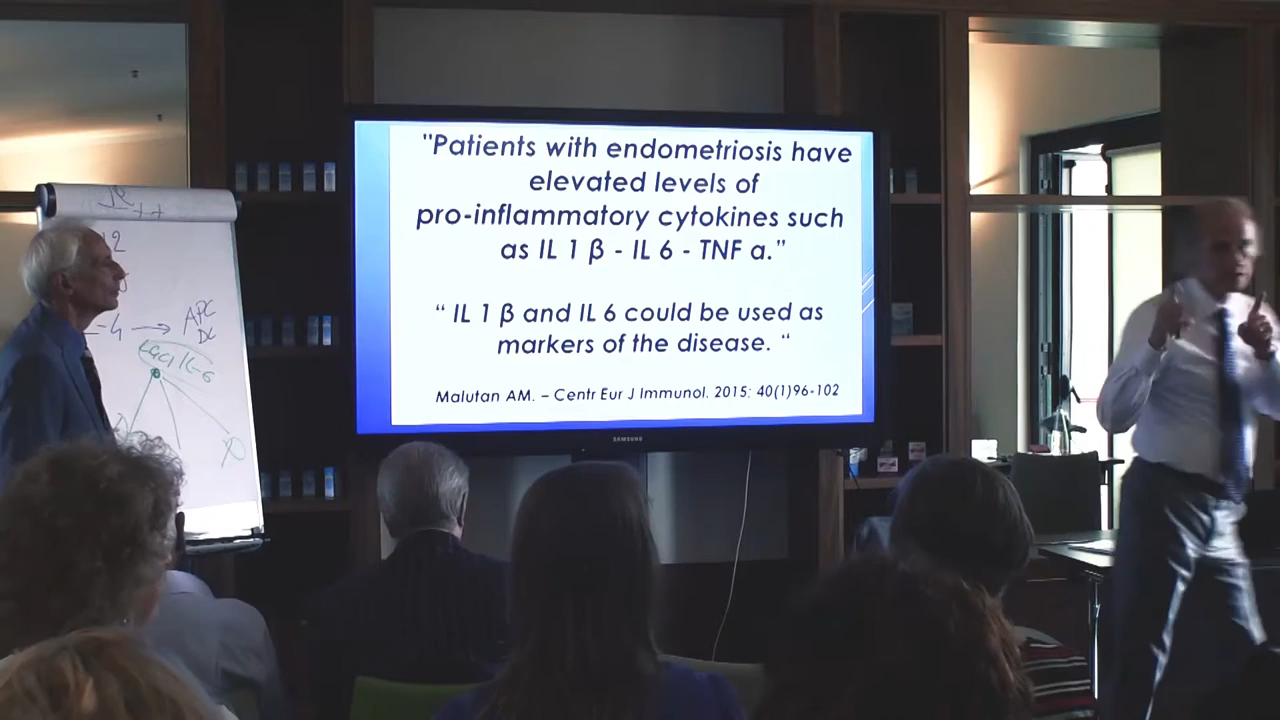 "Patients with endometriosis have
elevated levels of
pro-inflammatory cytokines such
as IL 1 β - IL 6 - TNF α."
“ IL 1 β and IL 6 could be used as
markers of the disease. “
Malutan AM. – Centr Eur J Immunol. 2015: 40(1)96-102
SAMSUNG
APC
DC